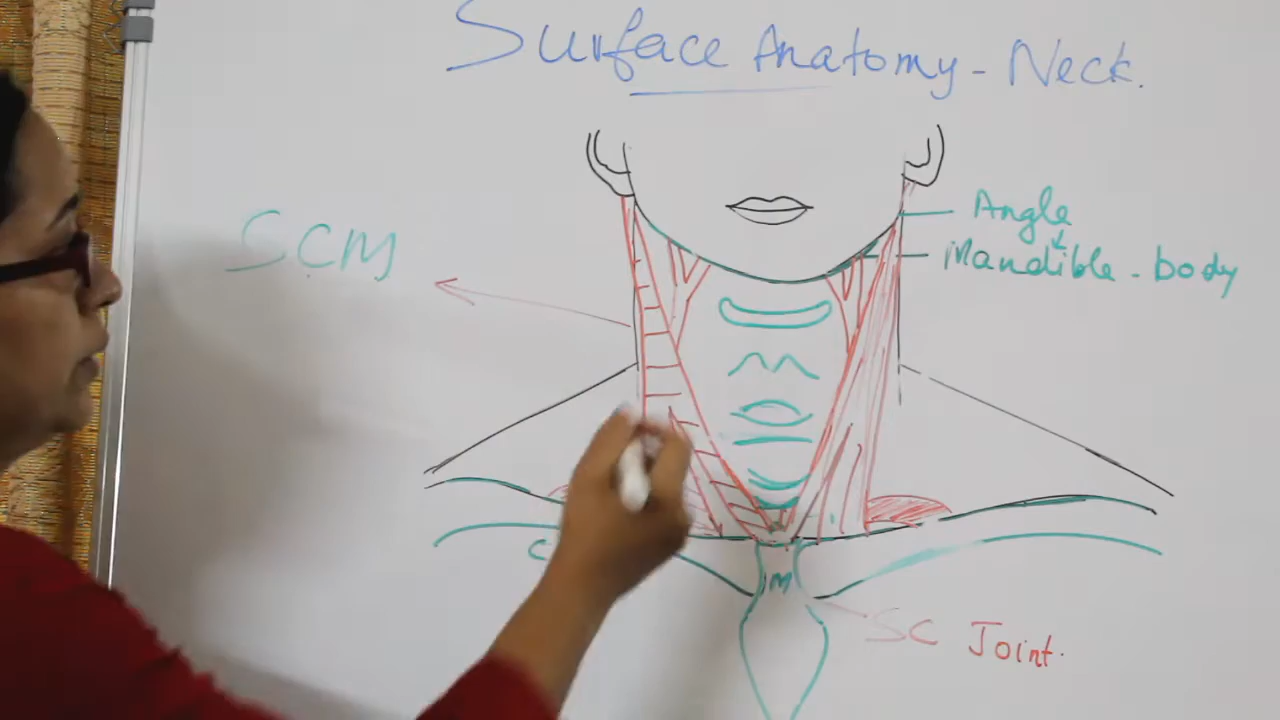 Surface Anatomy - Neck.
SCM
Angle
Mandible - body
C
M
SC Joint.